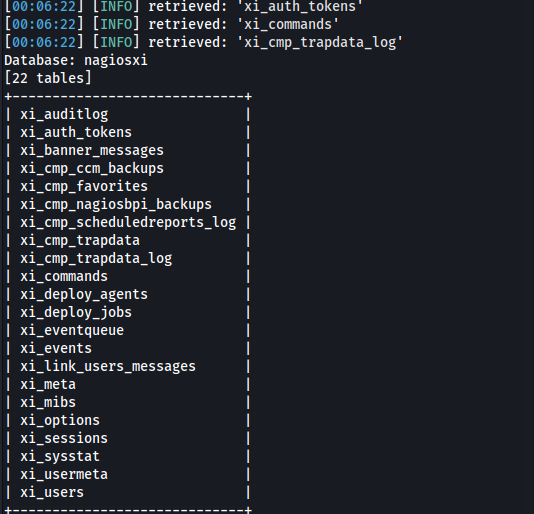 [00:06:22] [INFO] retrieved: 'xi_auth_tokens'
[00:06:22] [INFO] retrieved: 'xi_commands'
[00:06:22] [INFO] retrieved: 'xi_cmp_trapdata_log'
Database: nagiosxi
[22 tables]
+----------------------------+
| xi_auditlog                |
| xi_auth_tokens             |
| xi_banner_messages         |
| xi_cmp_ccm_backups         |
| xi_cmp_favorites           |
| xi_cmp_nagiosbpi_backups   |
| xi_cmp_scheduledreports_log |
| xi_cmp_trapdata            |
| xi_cmp_trapdata_log        |
| xi_commands                |
| xi_deploy_agents           |
| xi_deploy_jobs             |
| xi_eventqueue              |
| xi_events                  |
| xi_link_users_messages     |
| xi_meta                    |
| xi_mibs                    |
| xi_options                 |
| xi_sessions                |
| xi_sysstat                 |
| xi_usermeta                |
| xi_users                   |
+----------------------------+